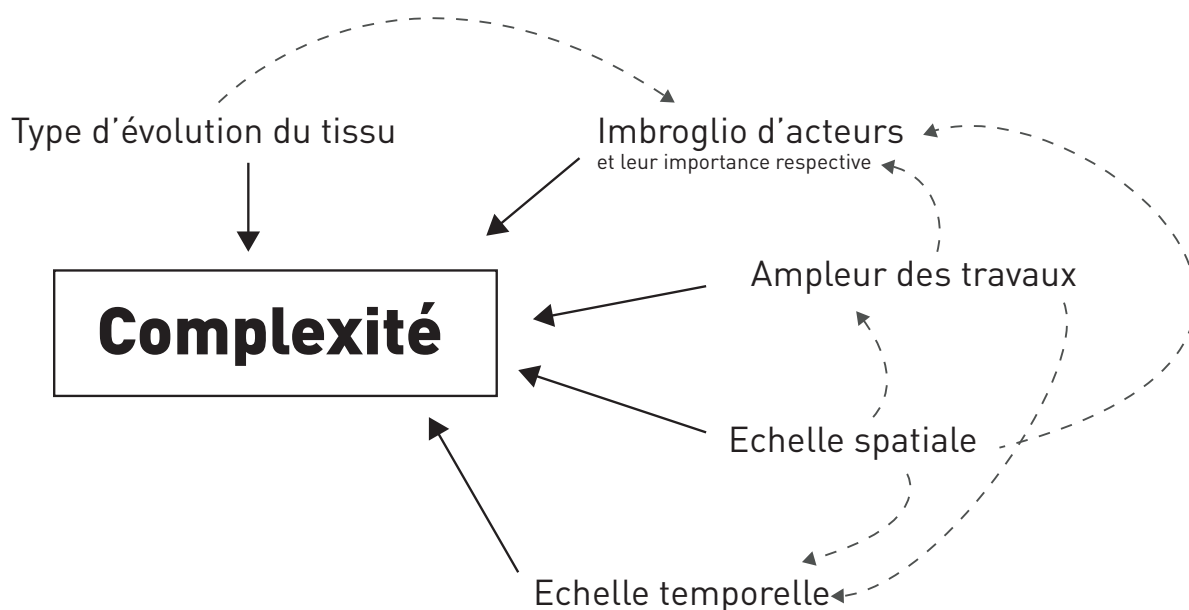 Type d'évolution du tissu
Imbroglio d'acteurs
et leur importance respective
Ampleur des travaux
Complexité
Echelle spatiale
Echelle temporelle